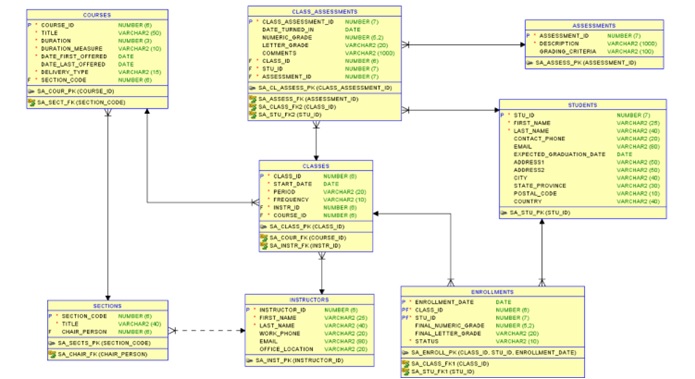 COURSES
P * COURSE_ID NUMBER (6)
* TITLE VARCHAR2 (50)
* DURATION NUMBER (3)
* DURATION_MEASURE VARCHAR2 (10)
* DATE_FIRST_OFFERED DATE
DATE_LAST_OFFERED DATE
* DELIVERY_TYPE VARCHAR2 (15)
F * SECTION_CODE NUMBER (6)
SA_COUR_PK (COURSE_ID)
SA_SECT_FK (SECTION_CODE)
CLASS_ASSESSMENTS
P * CLASS_ASSESSMENT_ID NUMBER (7)
DATE_TURNED_IN DATE
NUMERIC_GRADE NUMBER (5,2)
LETTER_GRADE VARCHAR2 (20)
COMMENTS VARCHAR2 (1000)
F * CLASS_ID NUMBER (6)
F * STU_ID NUMBER (7)
F * ASSESSMENT_ID NUMBER (7)
SA_CL_ASSESS_PK (CLASS_ASSESSMENT_ID)
SA_ASSESS_FK (ASSESSMENT_ID)
SA_CLASS_FK2 (CLASS_ID)
SA_STU_FK2 (STU_ID)
ASSESSMENTS
P * ASSESSMENT_ID NUMBER (7)
* DESCRIPTION VARCHAR2 (1000)
GRADING_CRITERIA VARCHAR2 (100)
SA_ASSESS_PK (ASSESSMENT_ID)
STUDENTS
P * STU_ID NUMBER (7)
* FIRST_NAME VARCHAR2 (25)
* LAST_NAME VARCHAR2 (40)
CONTACT_PHONE VARCHAR2 (20)
EMAIL VARCHAR2 (80)
EXPECTED_GRADUATION_DATE DATE
ADDRESS1 VARCHAR2 (50)
ADDRESS2 VARCHAR2 (50)
CITY VARCHAR2 (40)
STATE_PROVINCE VARCHAR2 (30)
POSTAL_CODE VARCHAR2 (10)
COUNTRY VARCHAR2 (40)
SA_STU_PK (STU_ID)
CLASSES
P * CLASS_ID NUMBER (6)
* START_DATE DATE
* PERIOD VARCHAR2 (20)
* FREQUENCY VARCHAR2 (10)
F * INSTR_ID NUMBER (6)
F * COURSE_ID NUMBER (6)
SA_CLASS_PK (CLASS_ID)
SA_COUR_FK (COURSE_ID)
SA_INSTR_FK (INSTR_ID)
SECTIONS
P * SECTION_CODE NUMBER (6)
* TITLE VARCHAR2 (40)
F CHAIR_PERSON NUMBER (6)
SA_SECTS_PK (SECTION_CODE)
SA_CHAIR_FK (CHAIR_PERSON)
INSTRUCTORS
P * INSTRUCTOR_ID NUMBER (6)
* FIRST_NAME VARCHAR2 (25)
* LAST_NAME VARCHAR2 (40)
WORK_PHONE VARCHAR2 (20)
EMAIL VARCHAR2 (80)
OFFICE_LOCATION VARCHAR2 (20)
SA_INST_PK (INSTRUCTOR_ID)
ENROLLMENTS
P * ENROLLMENT_DATE DATE
PF* CLASS_ID NUMBER (6)
PF* STU_ID NUMBER (7)
FINAL_NUMERIC_GRADE NUMBER (5,2)
FINAL_LETTER_GRADE VARCHAR2 (20)
* STATUS VARCHAR2 (10)
SA_ENROLL_PK (CLASS_ID, STU_ID, ENROLLMENT_DATE)
SA_CLASS_FK1 (CLASS_ID)
SA_STU_FK1 (STU_ID)